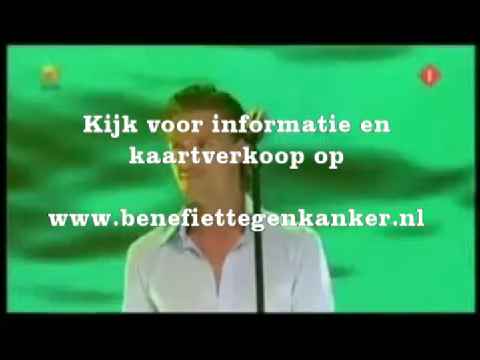 Kijk voor informatie en
kaartverkoop op
www.benefiettegenkanker.nl